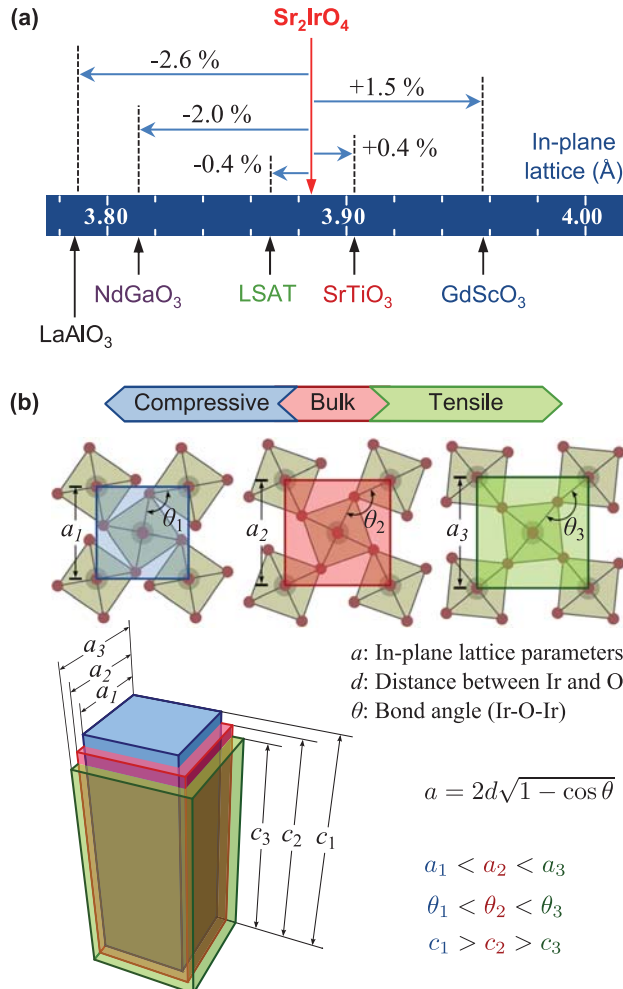 (a)
Sr₂IrO₄
-2.6 %
+1.5 %
-2.0 %
-0.4 %
+0.4 %
In-plane
lattice (Å)
3.80 3.90 4.00
NdGaO₃ LSAT SrTiO₃ GdScO₃
LaAlO₃
(b)
Compressive Bulk Tensile
a₁ θ₁ a₂ θ₂ a₃ θ₃
a₃
a₂
a₁
c₃ c₂ c₁
a: In-plane lattice parameters
d: Distance between Ir and O
θ: Bond angle (Ir-O-Ir)
a = 2d√1 − cos θ
a₁ < a₂ < a₃
θ₁ < θ₂ < θ₃
c₁ > c₂ > c₃